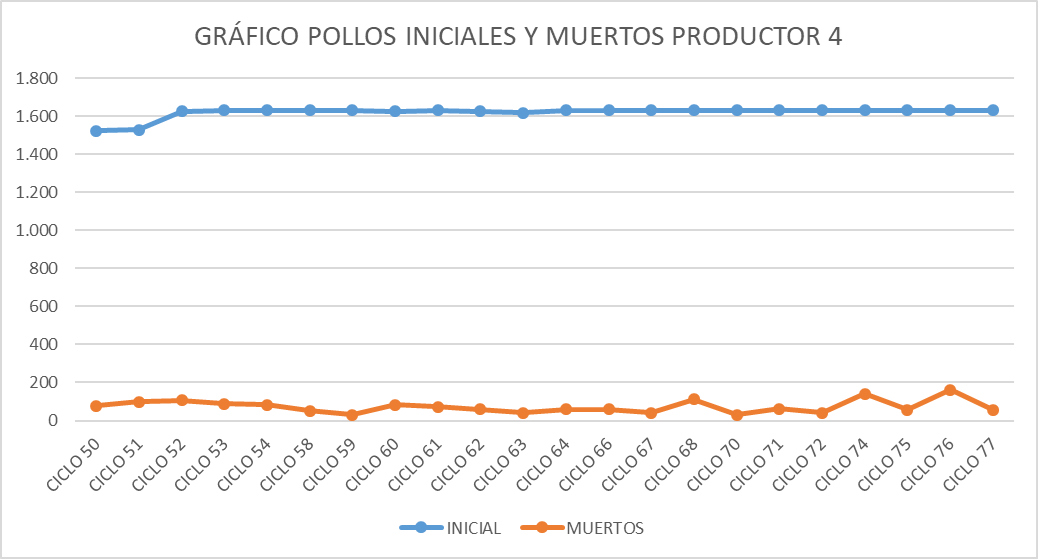 GRÁFICO POLLOS INICIALES Y MUERTOS PRODUCTOR 4
1.800
1.600
1.400
1.200
1.000
800
600
400
200
0
CICLO 50
CICLO 51
CICLO 52
CICLO 53
CICLO 54
CICLO 58
CICLO 59
CICLO 60
CICLO 61
CICLO 62
CICLO 63
CICLO 64
CICLO 66
CICLO 67
CICLO 68
CICLO 70
CICLO 71
CICLO 72
CICLO 74
CICLO 75
CICLO 76
CICLO 77
INICIAL MUERTOS